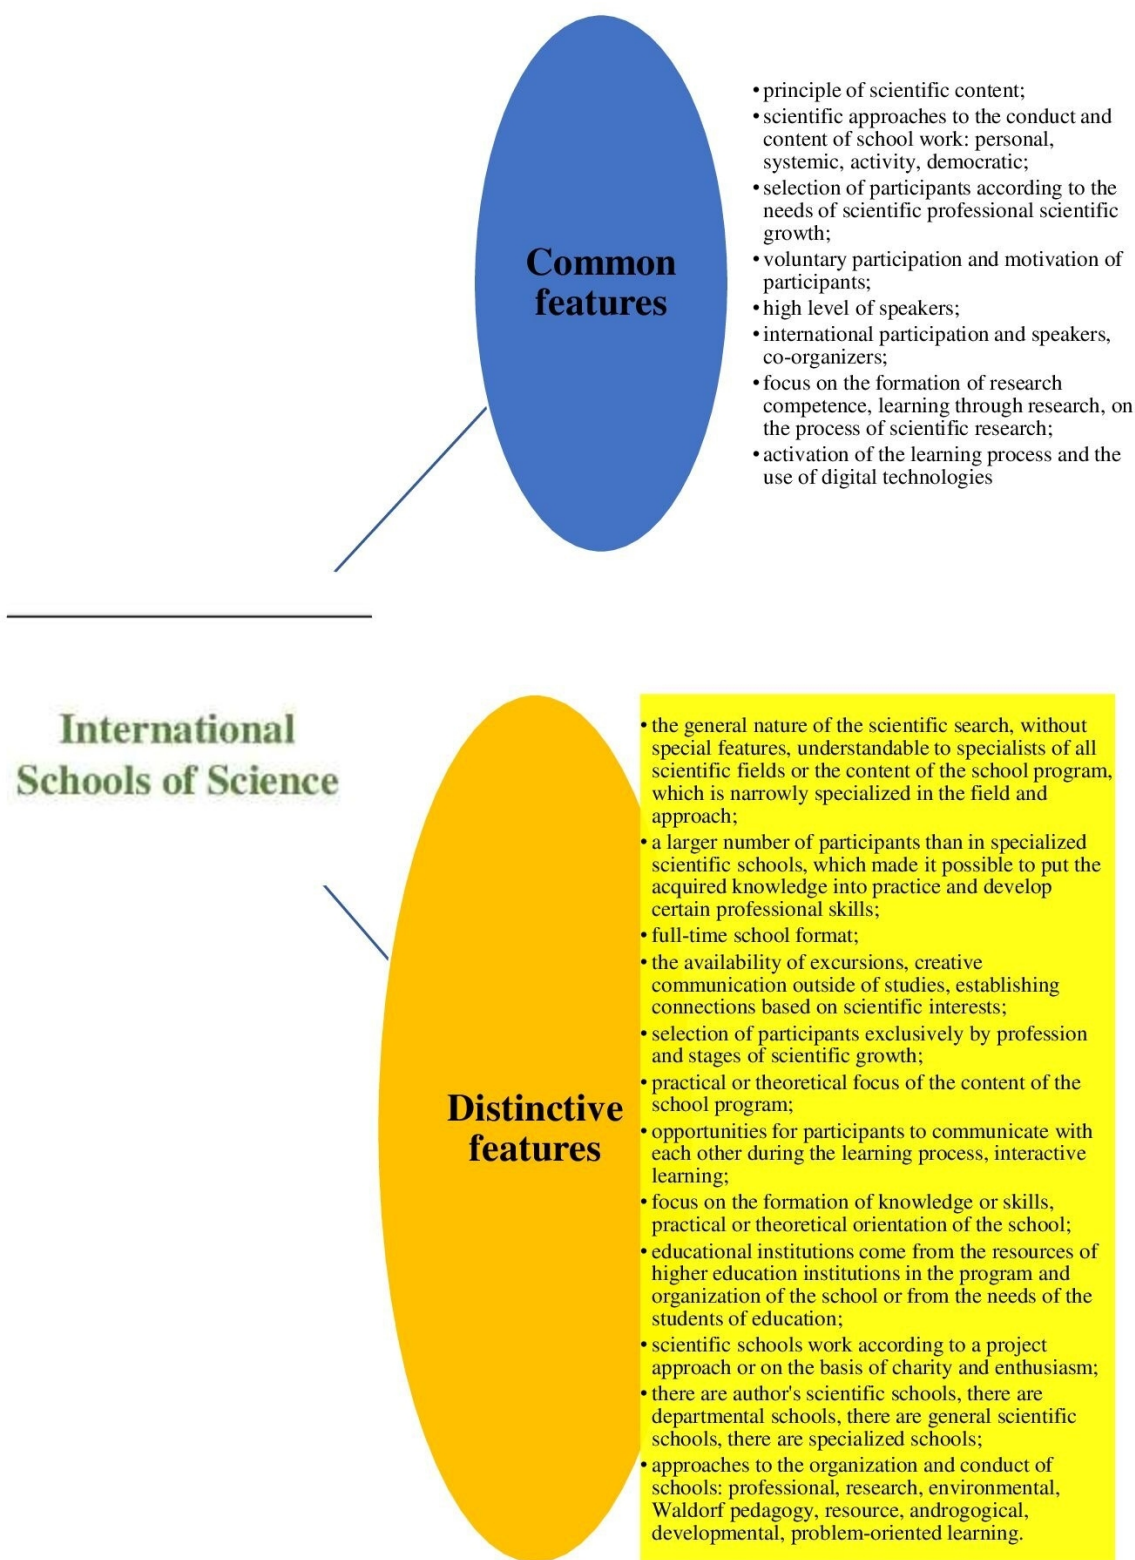 Common
features
• principle of scientific content;
• scientific approaches to the conduct and
content of school work: personal,
systemic, activity, democratic;
• selection of participants according to the
needs of scientific professional scientific
growth;
• voluntary participation and motivation of
participants;
• high level of speakers;
• international participation and speakers,
co-organizers;
• focus on the formation of research
competence, learning through research, on
the process of scientific research;
• activation of the learning process and the
use of digital technologies
International
Schools of Science
Distinctive
features
• the general nature of the scientific search, without
special features, understandable to specialists of all
scientific fields or the content of the school program,
which is narrowly specialized in the field and
approach;
• a larger number of participants than in specialized
scientific schools, which made it possible to put the
acquired knowledge into practice and develop
certain professional skills;
• full-time school format;
• the availability of excursions, creative
communication outside of studies, establishing
connections based on scientific interests;
• selection of participants exclusively by profession
and stages of scientific growth;
• practical or theoretical focus of the content of the
school program;
• opportunities for participants to communicate with
each other during the learning process, interactive
learning;
• focus on the formation of knowledge or skills,
practical or theoretical orientation of the school;
• educational institutions come from the resources of
higher education institutions in the program and
organization of the school or from the needs of the
students of education;
• scientific schools work according to a project
approach or on the basis of charity and enthusiasm;
• there are author's scientific schools, there are
departmental schools, there are general scientific
schools, there are specialized schools;
• approaches to the organization and conduct of
schools: professional, research, environmental,
Waldorf pedagogy, resource, androgogical,
developmental, problem-oriented learning.